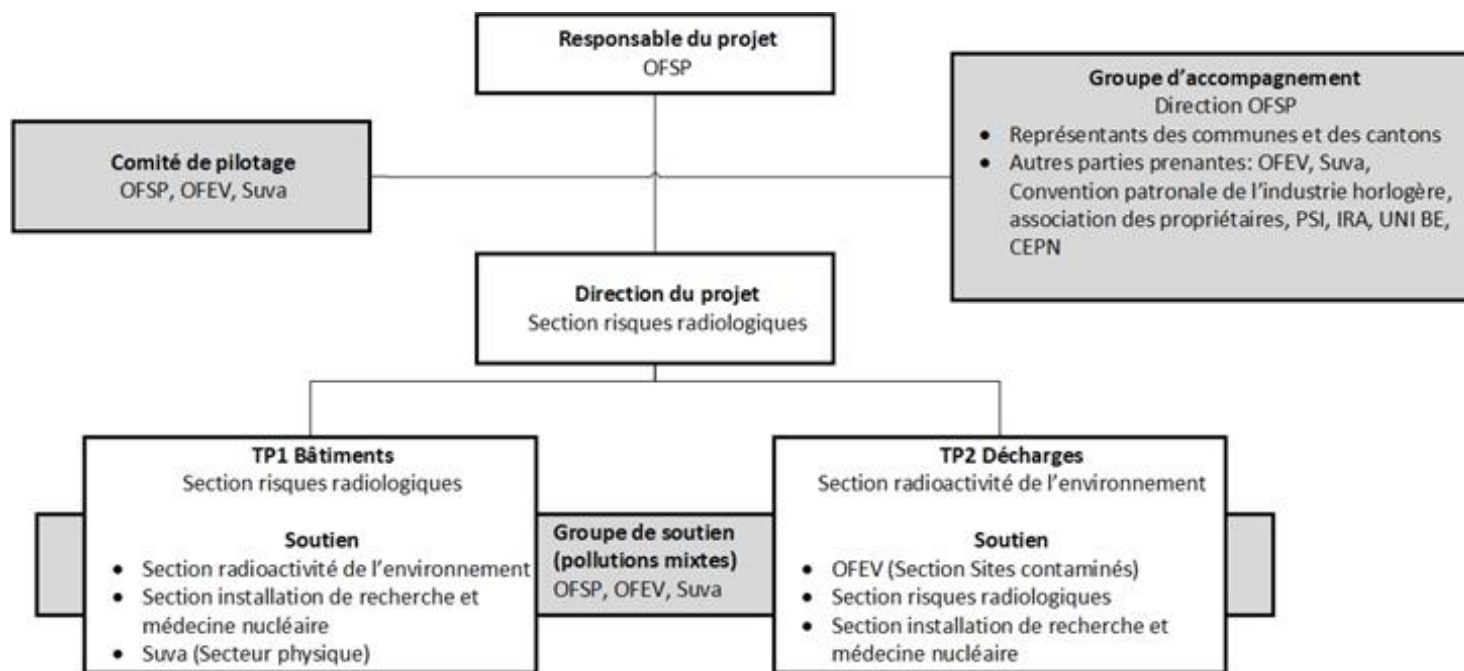 Responsable du projet
OFSP
Groupe d'accompagnement
Direction OFSP
• Représentants des communes et des cantons
• Autres parties prenantes: OFEV, Suva,
Convention patronale de l'industrie horlogère,
association des propriétaires, PSI, IRA, UNI BE,
CEPN
Comité de pilotage
OFSP, OFEV, Suva
Direction du projet
Section risques radiologiques
TP1 Bâtiments
Section risques radiologiques
Soutien
• Section radioactivité de l'environnement
• Section installation de recherche et
médecine nucléaire
• Suva (Secteur physique)
Groupe de soutien
(pollutions mixtes)
OFSP, OFEV, Suva
TP2 Décharges
Section radioactivité de l'environnement
Soutien
• OFEV (Section Sites contaminés)
• Section risques radiologiques
• Section installation de recherche et
médecine nucléaire